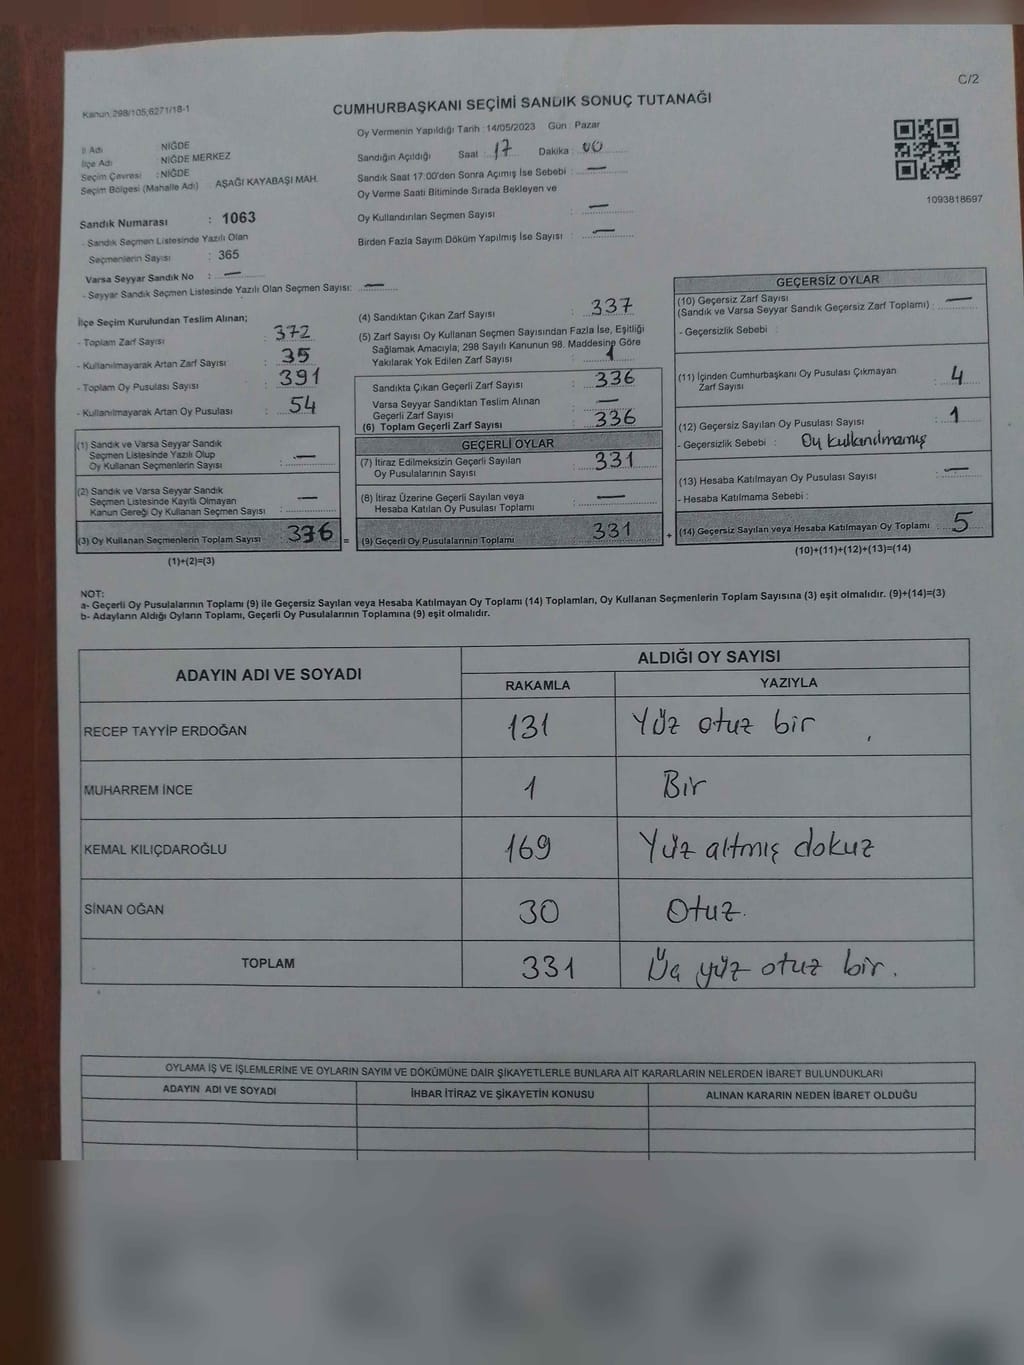 C/2
Kanun: 298/105;6271/18-1
CUMHURBAŞKANI SEÇİMİ SANDIK SONUÇ TUTANAĞI
Oy Vermenin Yapıldığı Tarih : 14/05/2023 Gün : Pazar
İl Adı : NİĞDE
İlçe Adı : NİĞDE MERKEZ
Seçim Çevresi : NİĞDE
Seçim Bölgesi (Mahalle Adı) : AŞAĞI KAYABAŞI MAH.
Sandığın Açıldığı Saat : 17 Dakika : 00
Sandık Saat 17:00'den Sonra Açımış İse Sebebi : —
Oy Verme Saati Bitiminde Sırada Bekleyen ve
Oy Kullandırılan Seçmen Sayısı : —
Birden Fazla Sayım Döküm Yapılmış İse Sayısı : —
1093818697
Sandık Numarası : 1063
- Sandık Seçmen Listesinde Yazılı Olan
Seçmenlerin Sayısı : 365
Varsa Seyyar Sandık No : —
- Seyyar Sandık Seçmen Listesinde Yazılı Olan Seçmen Sayısı: —
İlçe Seçim Kurulundan Teslim Alınan;
- Toplam Zarf Sayısı : 372
- Kullanılmayarak Artan Zarf Sayısı : 35
- Toplam Oy Pusulası Sayısı : 391
- Kullanılmayarak Artan Oy Pusulası : 54
(1) Sandık ve Varsa Seyyar Sandık
Seçmen Listesinde Yazılı Olup
Oy Kullanan Seçmenlerin Sayısı : —
(2) Sandık ve Varsa Seyyar Sandık
Seçmen Listesinde Kayıtlı Olmayan
Kanun Gereği Oy Kullanan Seçmen Sayısı : —
(3) Oy Kullanan Seçmenlerin Toplam Sayısı : 336 =
(1)+(2)=(3)
(4) Sandıktan Çıkan Zarf Sayısı : 337
(5) Zarf Sayısı Oy Kullanan Seçmen Sayısından Fazla İse, Eşitliği
Sağlamak Amacıyla; 298 Sayılı Kanunun 98. Maddesine Göre
Yakılarak Yok Edilen Zarf Sayısı : 1
Sandıkta Çıkan Geçerli Zarf Sayısı : 336
Varsa Seyyar Sandıktan Teslim Alınan
Geçerli Zarf Sayısı : —
(6) Toplam Geçerli Zarf Sayısı : 336
GEÇERLİ OYLAR
(7) İtiraz Edilmeksizin Geçerli Sayılan
Oy Pusulalarının Sayısı : 331
(8) İtiraz Üzerine Geçerli Sayılan veya
Hesaba Katılan Oy Pusulası Toplamı : —
(9) Geçerli Oy Pusulalarının Toplamı : 331 +
GEÇERSİZ OYLAR
(10) Geçersiz Zarf Sayısı
(Sandık ve Varsa Seyyar Sandık Geçersiz Zarf Toplamı) : —
- Geçersizlik Sebebi :
(11) İçinden Cumhurbaşkanı Oy Pusulası Çıkmayan
Zarf Sayısı : 4
(12) Geçersiz Sayılan Oy Pusulası Sayısı : 1
- Geçersizlik Sebebi : Oy kullanılmamış
(13) Hesaba Katılmayan Oy Pusulası Sayısı : —
- Hesaba Katılmama Sebebi :
(14) Geçersiz Sayılan veya Hesaba Katılmayan Oy Toplamı : 5
(10)+(11)+(12)+(13)=(14)
NOT:
a- Geçerli Oy Pusulalarının Toplamı (9) ile Geçersiz Sayılan veya Hesaba Katılmayan Oy Toplamı (14) Toplamları, Oy Kullanan Seçmenlerin Toplam Sayısına (3) eşit olmalıdır. (9)+(14)=(3)
b- Adayların Aldığı Oyların Toplamı, Geçerli Oy Pusulalarının Toplamına (9) eşit olmalıdır.
ADAYIN ADI VE SOYADI
ALDIĞI OY SAYISI
RAKAMLA YAZIYLA
RECEP TAYYİP ERDOĞAN 131 Yüz otuz bir
MUHARREM İNCE 1 Bir
KEMAL KILIÇDAROĞLU 169 Yüz altmış dokuz
SİNAN OĞAN 30 Otuz.
TOPLAM 331 Üç yüz otuz bir.
OYLAMA İŞ VE İŞLEMLERİNE VE OYLARIN SAYIM VE DÖKÜMÜNE DAİR ŞİKAYETLERLE BUNLARA AİT KARARLARIN NELERDEN İBARET BULUNDUKLARI
ADAYIN ADI VE SOYADI İHBAR İTİRAZ VE ŞİKAYETİN KONUSU ALINAN KARARIN NEDEN İBARET OLDUĞU